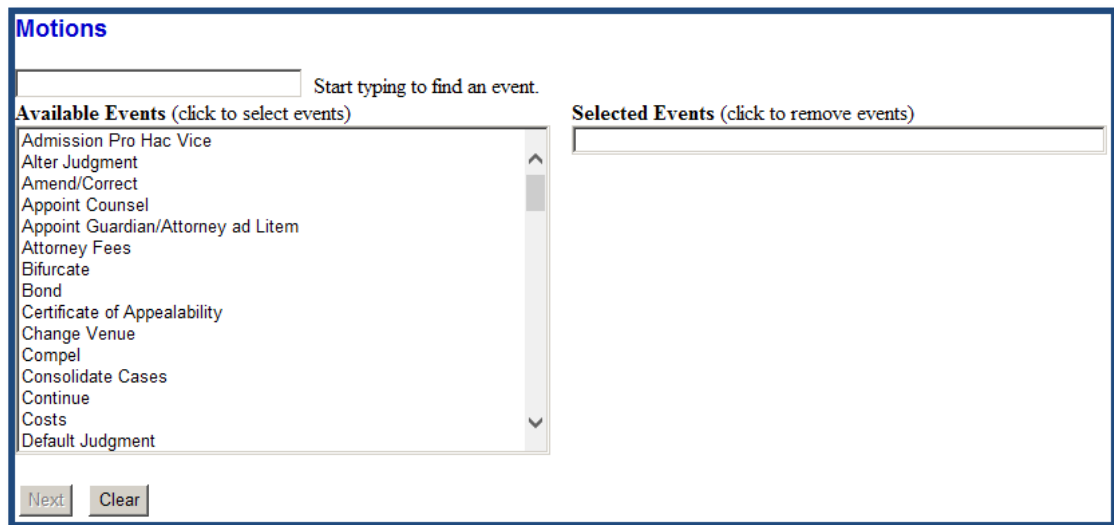 Motions
Start typing to find an event.
Available Events (click to select events)
Selected Events (click to remove events)
Admission Pro Hac Vice
Alter Judgment
Amend/Correct
Appoint Counsel
Appoint Guardian/Attorney ad Litem
Attorney Fees
Bifurcate
Bond
Certificate of Appealability
Change Venue
Compel
Consolidate Cases
Continue
Costs
Default Judgment
Next
Clear